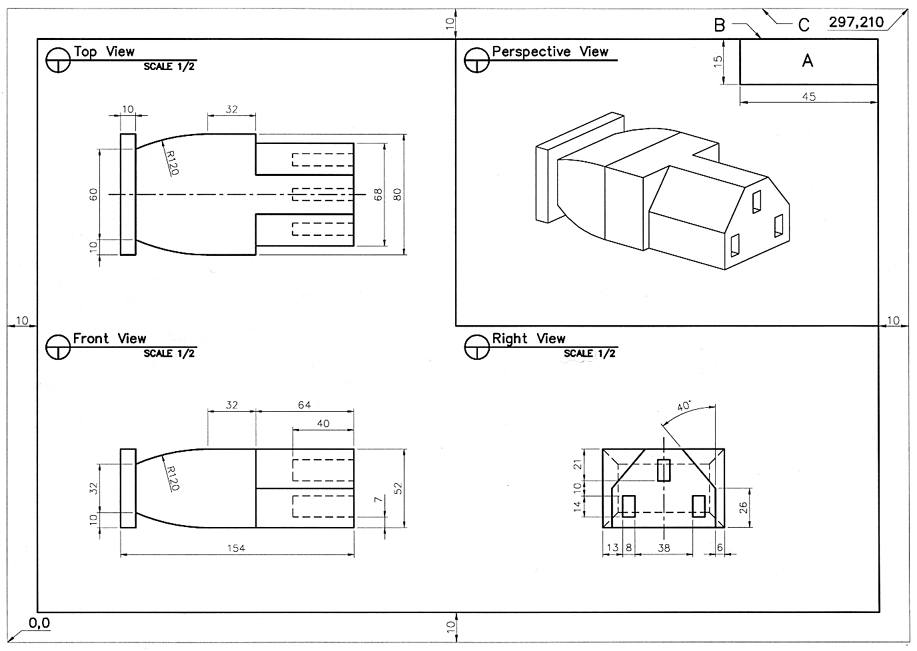 10
B
C
297,210
Top View
SCALE 1/2
Perspective View
A
15
45
10
32
R120
60
10
68
80
10
10
Front View
SCALE 1/2
Right View
SCALE 1/2
32
64
40
R120
32
10
7
52
154
40°
21
10
14
26
13
8
38
6
0,0
10